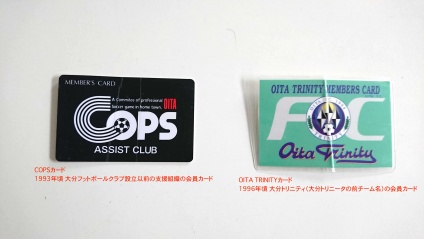 MEMBER'S CARD
A Commitee of professional
soccer game in home town.
OITA
COPS
ASSIST CLUB
OITA TRINITY MEMBERS CARD
FC
Oita Trinity
COPSカード
1993年頃 大分フットボールクラブ設立以前の支援組織の会員カード
OITA TRINITYカード
1996年頃 大分トリニティ(大分トリニータの前チーム名)の会員カード